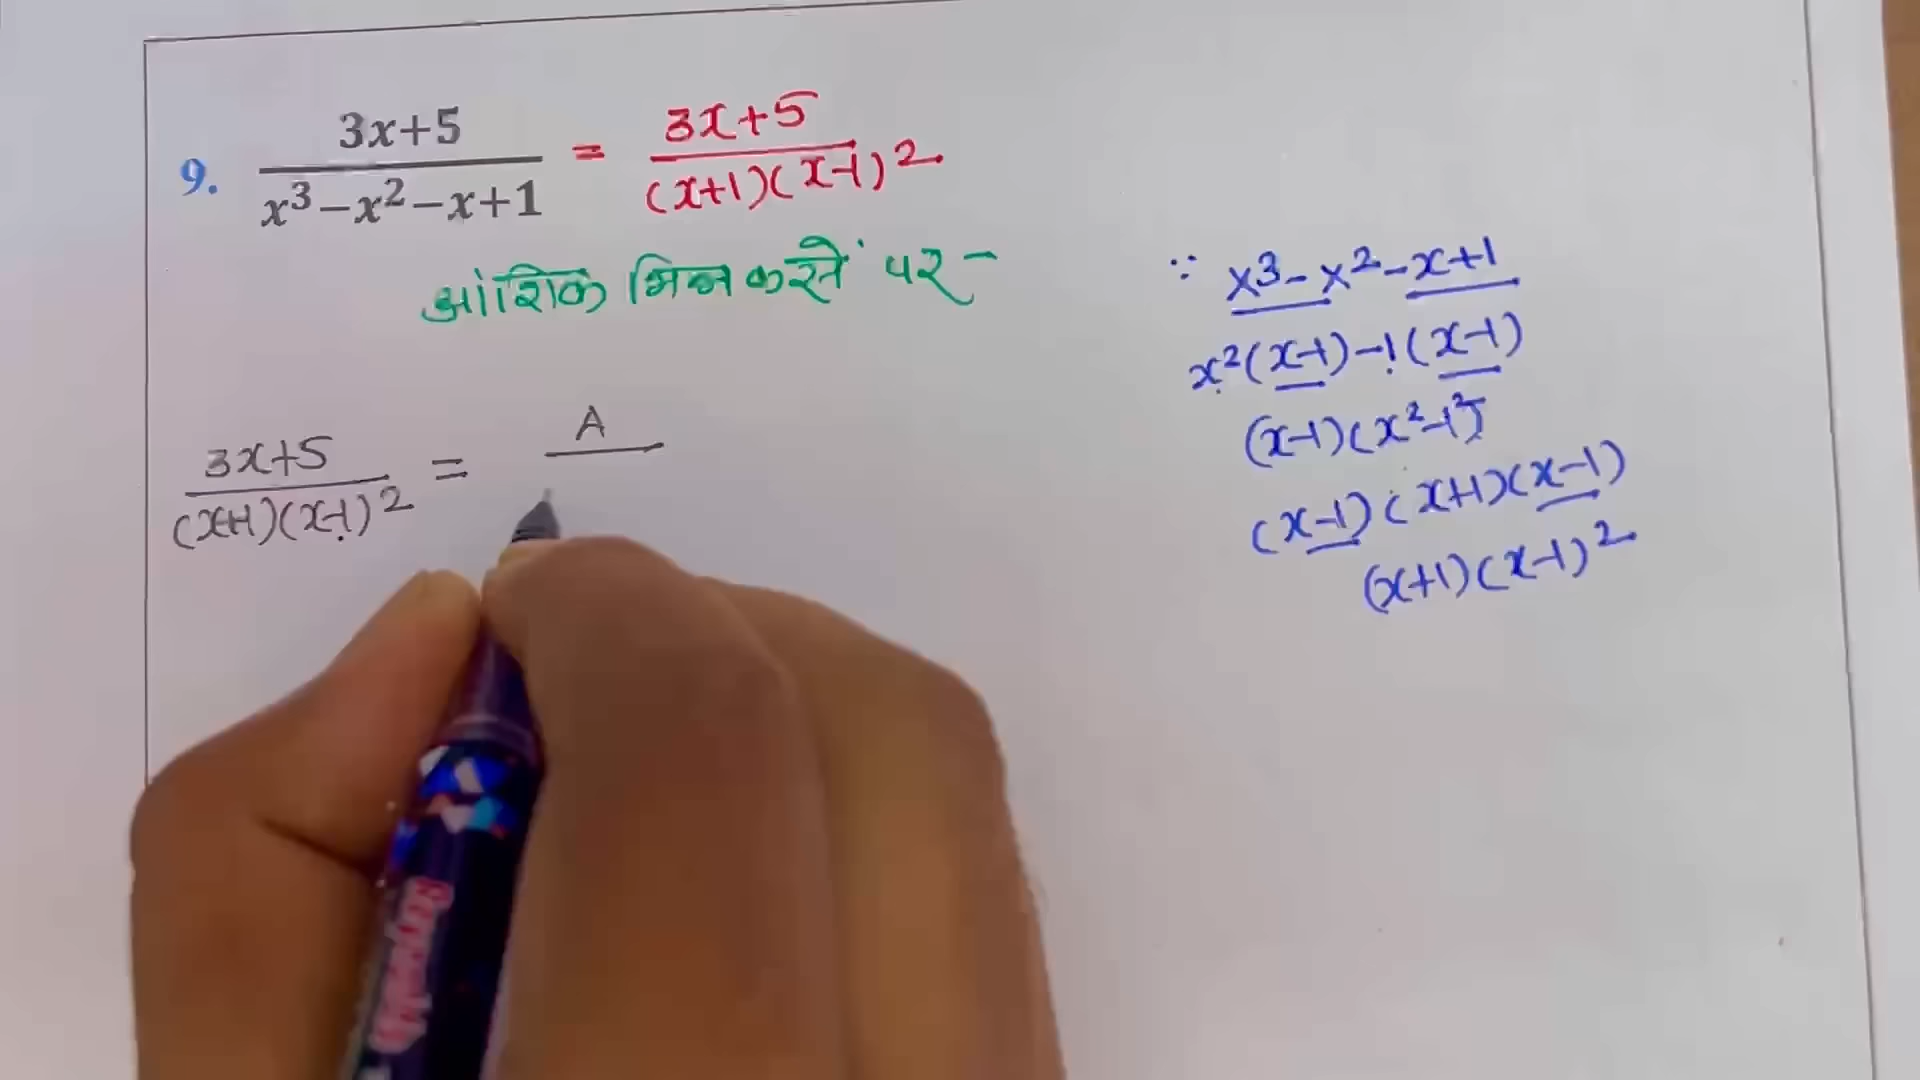 9. 3x+5 / x³−x²−x+1 = 3x+5 / (x+1)(x-1)²
आंशिक भिन्न करने पर -
3x+5 / (x+1)(x-1)² = A
∵ x³-x²-x+1
x²(x-1)-1(x-1)
(x-1)(x²-1²)
(x-1)(x+1)(x-1)
(x+1)(x-1)²